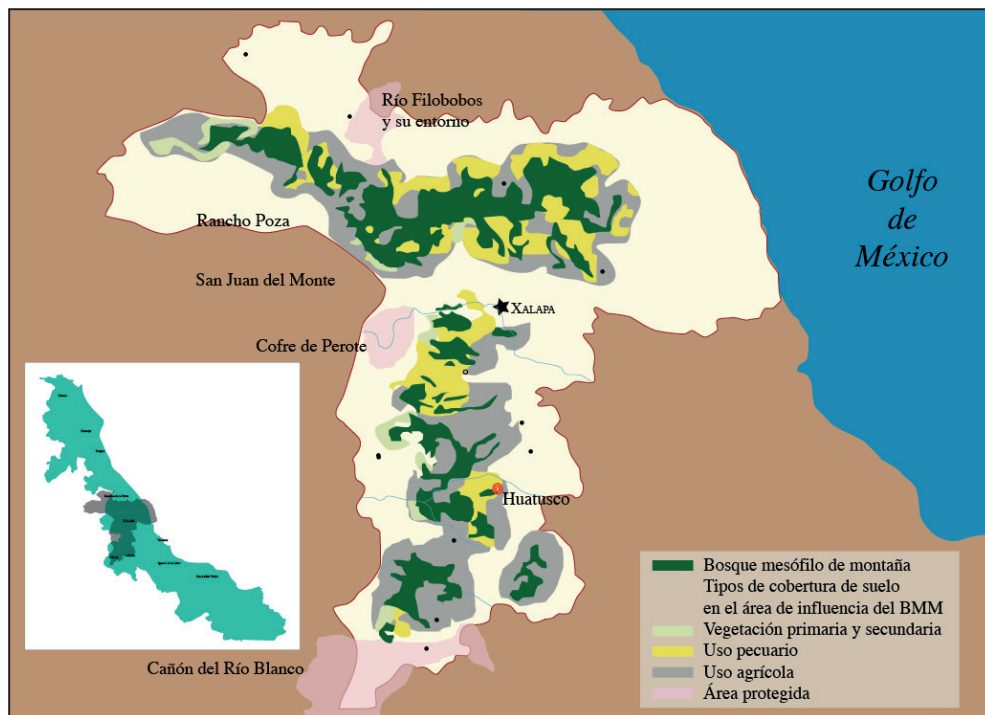 Río Filobobos
y su entorno
Golfo
de
México
Rancho Poza
San Juan del Monte
XALAPA
Cofre de Perote
Huatusco
Cañón del Río Blanco
Bosque mesófilo de montaña
Tipos de cobertura de suelo
en el área de influencia del BMM
Vegetación primaria y secundaria
Uso pecuario
Uso agrícola
Área protegida